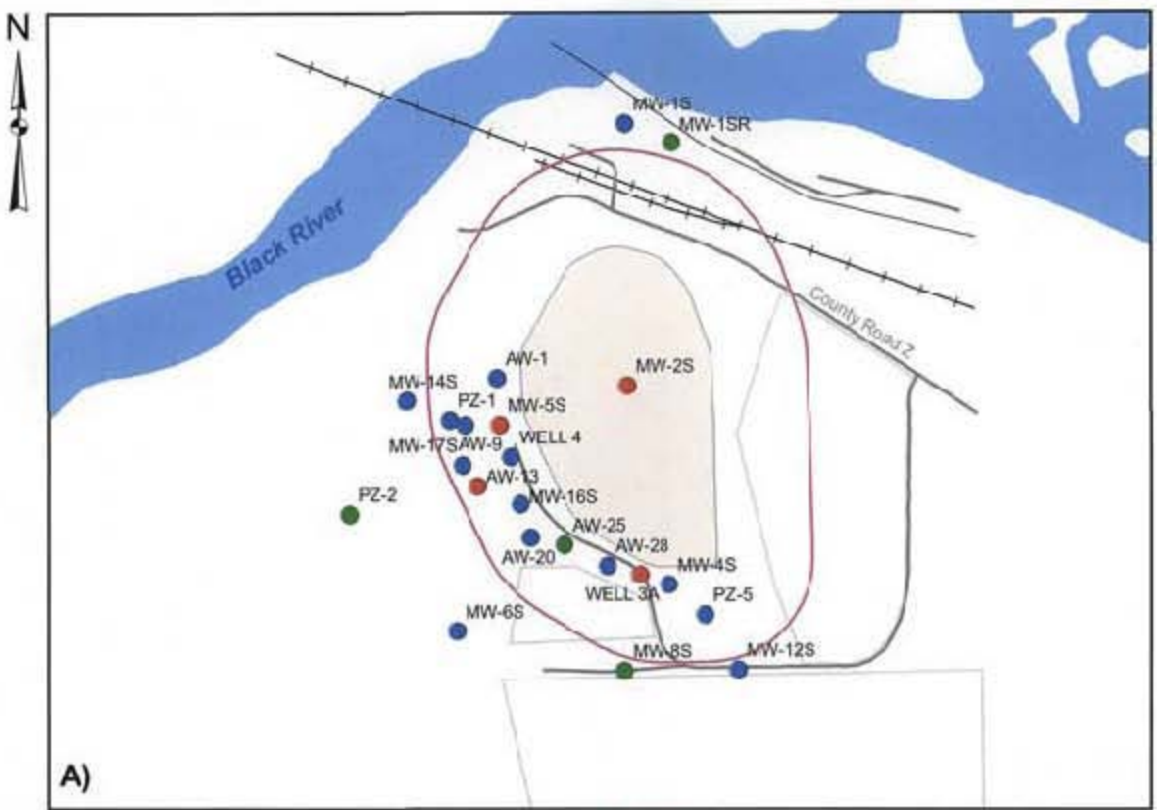 N
MW-1S
MW-1SR
Black River
County Road Z
AW-1
MW-2S
MW-14S
PZ-1
MW-5S
MW-17S
AW-9
WELL 4
AW-13
PZ-2
MW-16S
AW-25
AW-20
AW-28
MW-4S
WELL 3A
PZ-5
MW-6S
MW-8S
MW-12S
A)